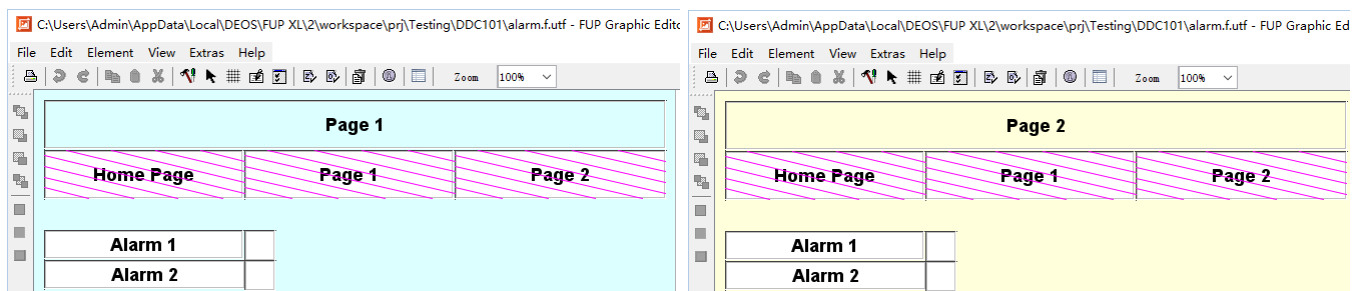 C:\Users\Admin\AppData\Local\DEOS\FUP XL\2\workspace\prj\Testing\DDC101\alarm.f.utf - FUP Graphic Edito
File Edit Element View Extras Help
Zoom 100%
Page 1
Home Page Page 1 Page 2
Alarm 1
Alarm 2
C:\Users\Admin\AppData\Local\DEOS\FUP XL\2\workspace\prj\Testing\DDC101\alarm.f.utf - FUP Graphic Ed
File Edit Element View Extras Help
Zoom 100%
Page 2
Home Page Page 1 Page 2
Alarm 1
Alarm 2